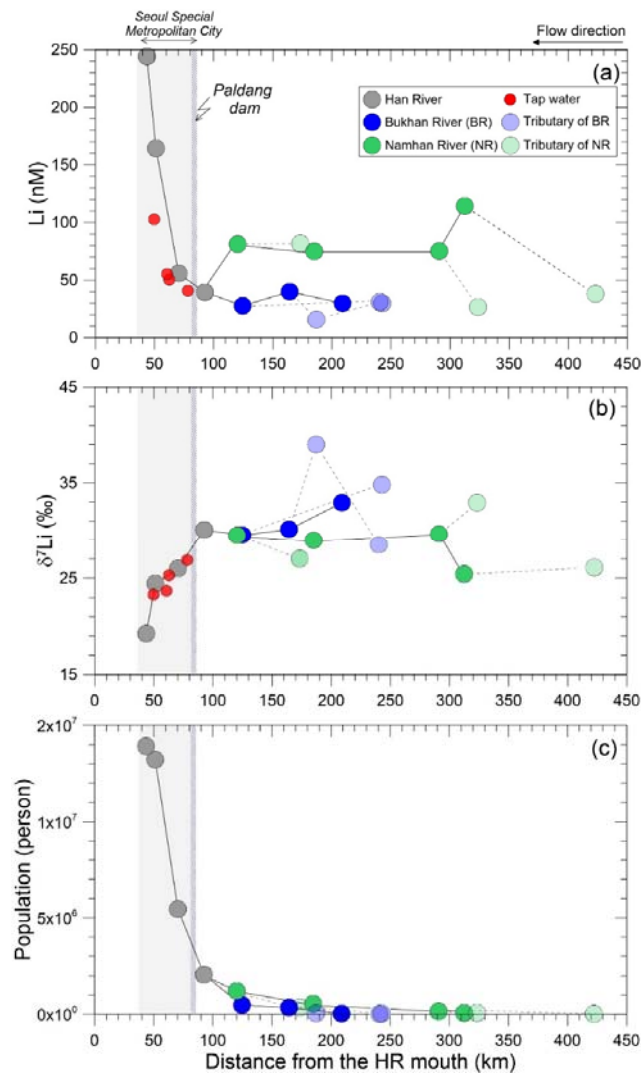 Seoul Special
Metropolitan City
Flow direction
250
200
150
100
50
0
Li (nM)
(a)
Paldang
dam
Han River
Tap water
Bukhan River (BR)
Tributary of BR
Namhan River (NR)
Tributary of NR
0 50 100 150 200 250 300 350 400 450
45
35
25
15
δ⁷Li (‰)
(b)
0 50 100 150 200 250 300 350 400 450
2x10⁷
1x10⁷
5x10⁶
0x10⁰
Population (person)
(c)
0 50 100 150 200 250 300 350 400 450
Distance from the HR mouth (km)